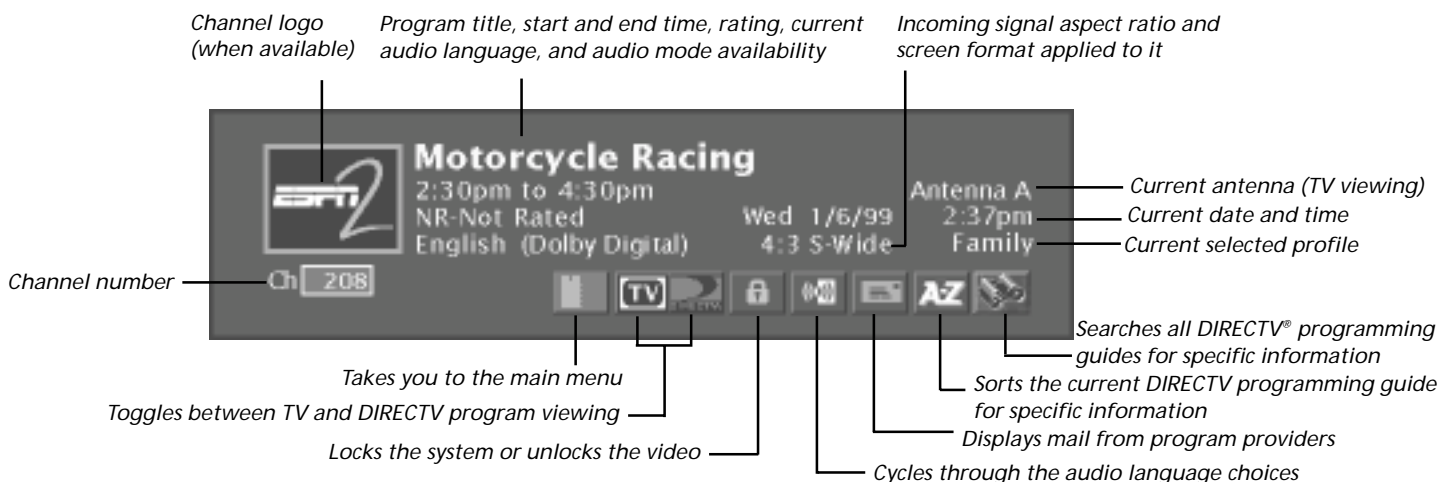 Channel logo
(when available)
Program title, start and end time, rating, current
audio language, and audio mode availability
Incoming signal aspect ratio and
screen format applied to it
ESPN2
Motorcycle Racing
2:30pm to 4:30pm
NR-Not Rated
English (Dolby Digital)
Wed 1/6/99
4:3 S-Wide
Antenna A
2:37pm
Family
Current antenna (TV viewing)
Current date and time
Current selected profile
Channel number
Ch 208
TV
DIRECTV
A-Z
Searches all DIRECTV® programming
guides for specific information
Takes you to the main menu
Sorts the current DIRECTV programming guide
for specific information
Toggles between TV and DIRECTV program viewing
Displays mail from program providers
Locks the system or unlocks the video
Cycles through the audio language choices